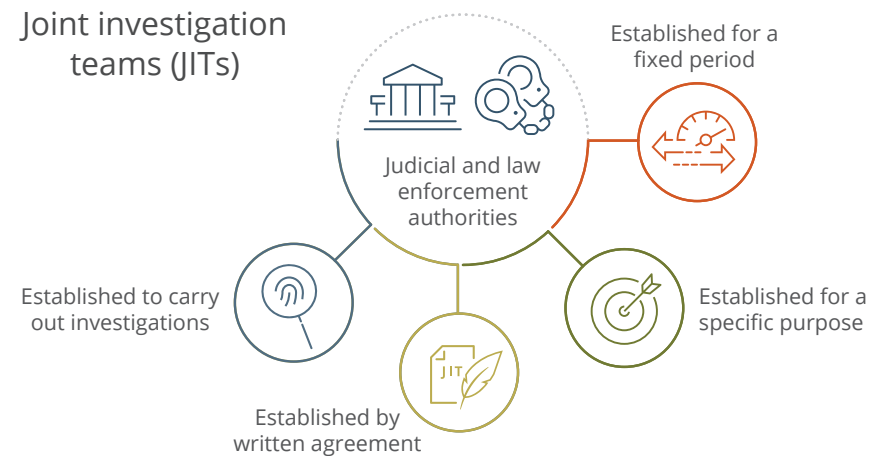 Joint investigation
teams (JITs)
Judicial and law
enforcement
authorities
Established for a
fixed period
Established to carry
out investigations
JIT
Established by
written agreement
Established for a
specific purpose